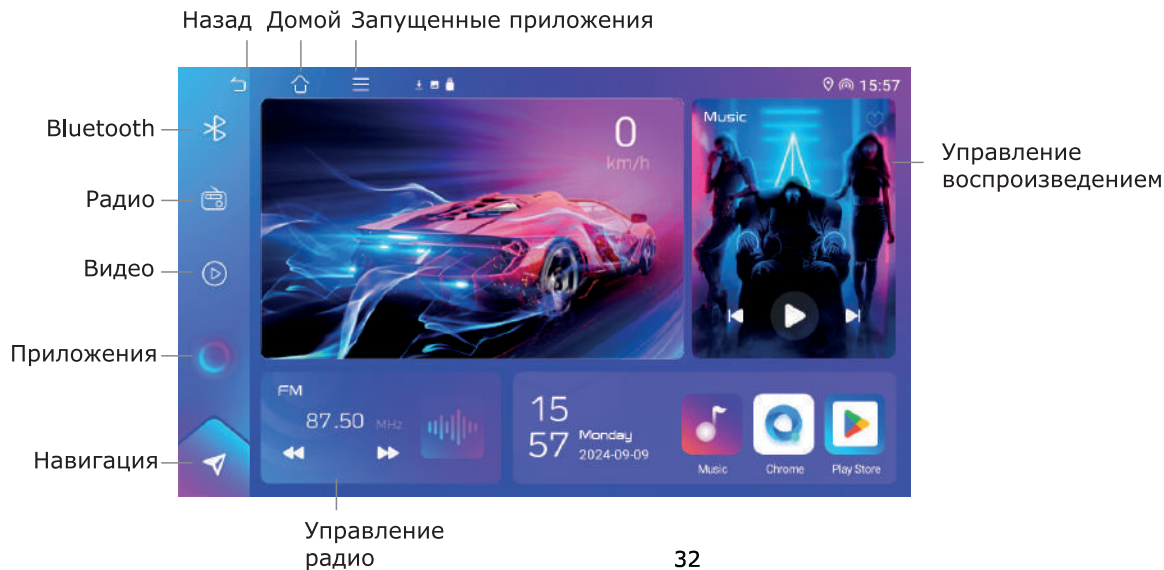 Назад Домой Запущенные приложения
15:57
Bluetooth
0
km/h
Music
Управление
воспроизведением
Радио
Видео
Приложения
FM
87.50 MHz
15
57 Monday
2024-09-09
Music Chrome Play Store
Навигация
Управление
радио
32